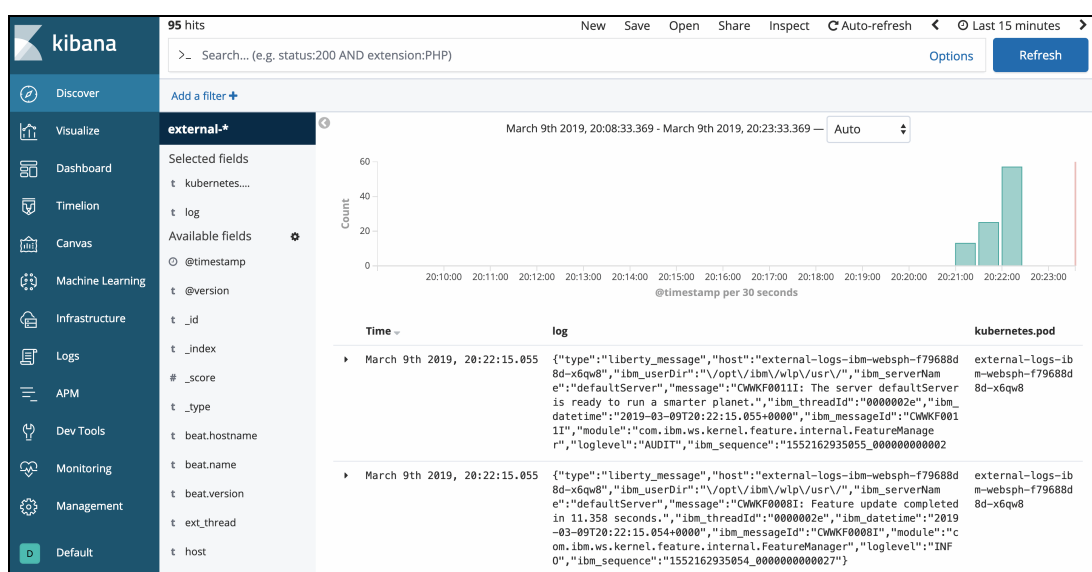 95 hits
New Save Open Share Inspect Auto-refresh Last 15 minutes
kibana
>_ Search... (e.g. status:200 AND extension:PHP)
Options
Refresh
Add a filter +
Discover
Visualize
Dashboard
Timelion
Canvas
Machine Learning
Infrastructure
Logs
APM
Dev Tools
Monitoring
Management
D Default
external-*
Selected fields
t kubernetes....
t log
Available fields
@timestamp
t @version
t _id
t _index
# _score
t _type
t beat.hostname
t beat.name
t beat.version
t ext_thread
t host
March 9th 2019, 20:08:33.369 - March 9th 2019, 20:23:33.369 — Auto
Count
60
40
20
0
20:10:00 20:11:00 20:12:00 20:13:00 20:14:00 20:15:00 20:16:00 20:17:00 20:18:00 20:19:00 20:20:00 20:21:00 20:22:00 20:23:00
@timestamp per 30 seconds
Time log kubernetes.pod
March 9th 2019, 20:22:15.055
{"type":"liberty_message","host":"external-logs-ibm-websph-f79688d
8d-x6qw8","ibm_userDir":"\/opt\/ibm\/wlp\/usr\/","ibm_serverNam
e":"defaultServer","message":"CWWKF0011I: The server defaultServer
is ready to run a smarter planet.","ibm_threadId":"0000002e","ibm_
datetime":"2019-03-09T20:22:15.055+0000","ibm_messageId":"CWWKF001
1I","module":"com.ibm.ws.kernel.feature.internal.FeatureManage
r","loglevel":"AUDIT","ibm_sequence":"1552162935055_000000000002
external-logs-ib
m-websph-f79688d
8d-x6qw8
March 9th 2019, 20:22:15.055
{"type":"liberty_message","host":"external-logs-ibm-websph-f79688d
8d-x6qw8","ibm_userDir":"\/opt\/ibm\/wlp\/usr\/","ibm_serverNam
e":"defaultServer","message":"CWWKF0008I: Feature update completed
in 11.358 seconds.","ibm_threadId":"0000002e","ibm_datetime":"2019
-03-09T20:22:15.054+0000","ibm_messageId":"CWWKF0008I","module":"c
om.ibm.ws.kernel.feature.internal.FeatureManager","loglevel":"INF
O","ibm_sequence":"1552162935054_0000000000027"}
external-logs-ib
m-websph-f79688d
8d-x6qw8